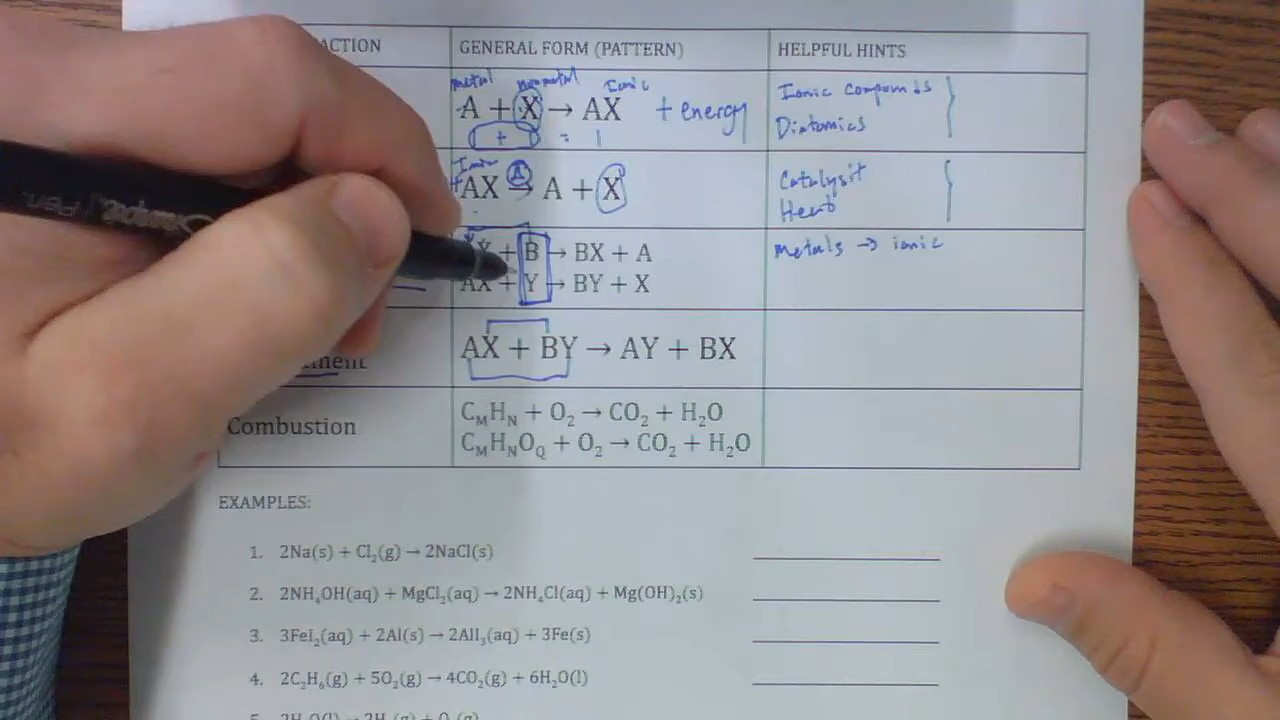 GENERAL FORM (PATTERN)
HELPFUL HINTS
metal nonmetal Ionic
A + X → AX + energy
+ = 1
Ionic Compounds
Diatomics
Ionic
+AX → A + X
A
Catalysit
Heat
+ B → BX + A
AX + Y → BY + X
metals → ionic
AX + BY → AY + BX
Combustion
CMHN + O2 → CO2 + H2O
CMHNOQ + O2 → CO2 + H2O
EXAMPLES:
1. 2Na(s) + Cl2(g) → 2NaCl(s)
2. 2NH4OH(aq) + MgCl2(aq) → 2NH4Cl(aq) + Mg(OH)2(s)
3. 3FeI2(aq) + 2Al(s) → 2AlI3(aq) + 3Fe(s)
4. 2C2H6(g) + 5O2(g) → 4CO2(g) + 6H2O(l)